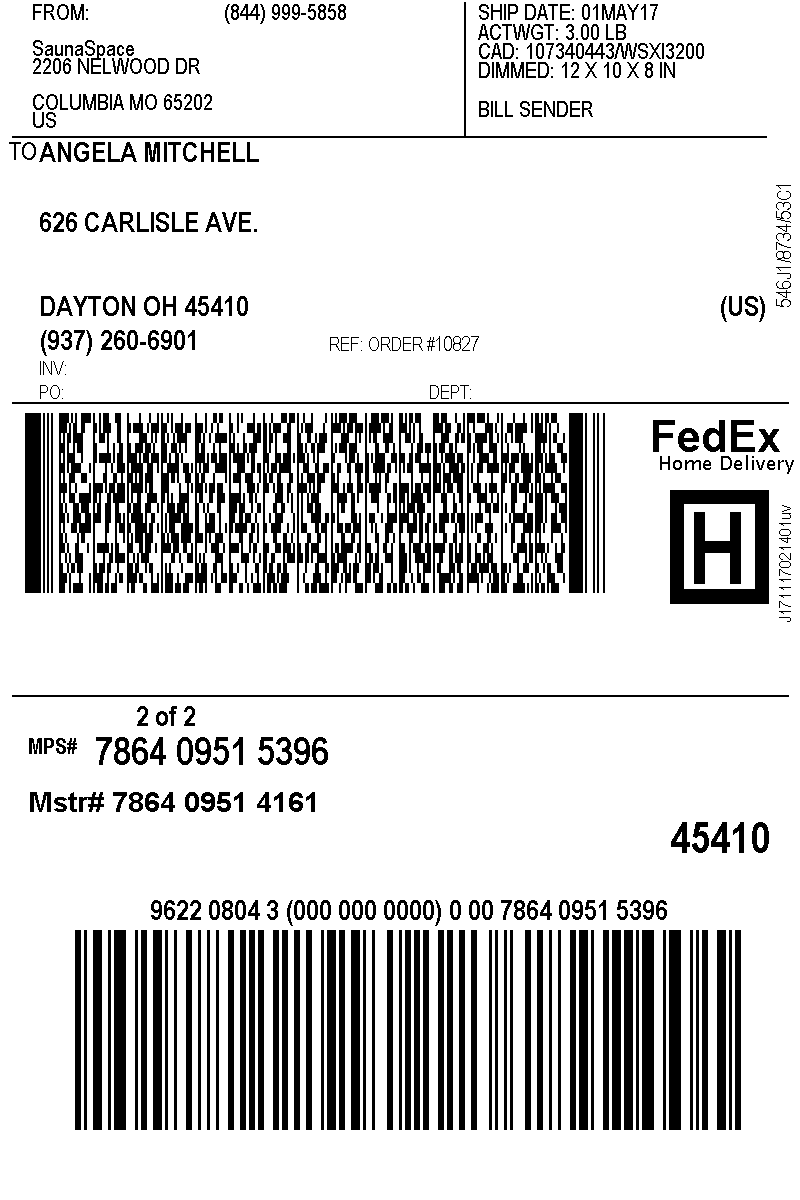 FROM: (844) 999-5858
SaunaSpace
2206 NELWOOD DR
COLUMBIA MO 65202
US
SHIP DATE: 01MAY17
ACTWGT: 3.00 LB
CAD: 107340443/WSXI3200
DIMMED: 12 X 10 X 8 IN
BILL SENDER
TO ANGELA MITCHELL
626 CARLISLE AVE.
DAYTON OH 45410 (US)
(937) 260-6901 REF: ORDER #10827
INV:
PO: DEPT:
546J1/8734/53C1
FedEx
Home Delivery
H
J171117021401uv
2 of 2
MPS# 7864 0951 5396
Mstr# 7864 0951 4161
45410
9622 0804 3 (000 000 0000) 0 00 7864 0951 5396